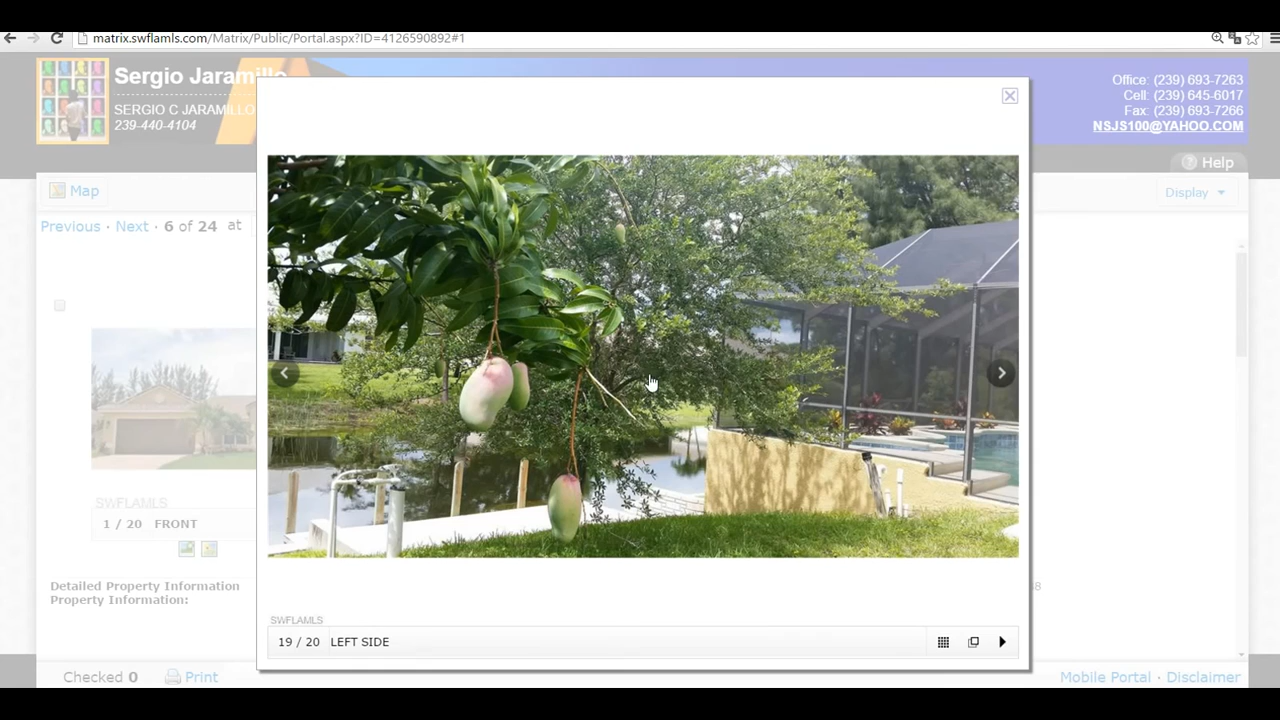 matrix.swflamls.com/Matrix/Public/Portal.aspx?ID=4126590892#1
Sergio Jaramillo
SERGIO C JARAMILLO
239-440-4104
Office: (239) 693-7263
Cell: (239) 645-6017
Fax: (239) 693-7266
NSJS100@YAHOO.COM
? Help
Map
Display
Previous · Next · 6 of 24 at
SWFLAMLS
1 / 20 FRONT
Detailed Property Information
Property Information:
SWFLAMLS
19 / 20 LEFT SIDE
Checked 0
Print
Mobile Portal · Disclaimer